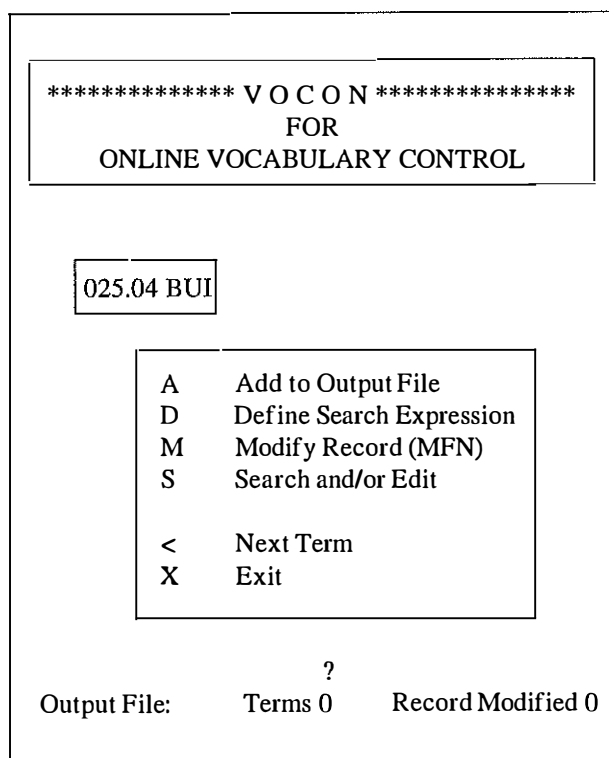 ************** V O C O N ***************
FOR
ONLINE VOCABULARY CONTROL
025.04 BUI
A Add to Output File
D Define Search Expression
M Modify Record (MFN)
S Search and/or Edit
< Next Term
X Exit
?
Output File: Terms 0 Record Modified 0